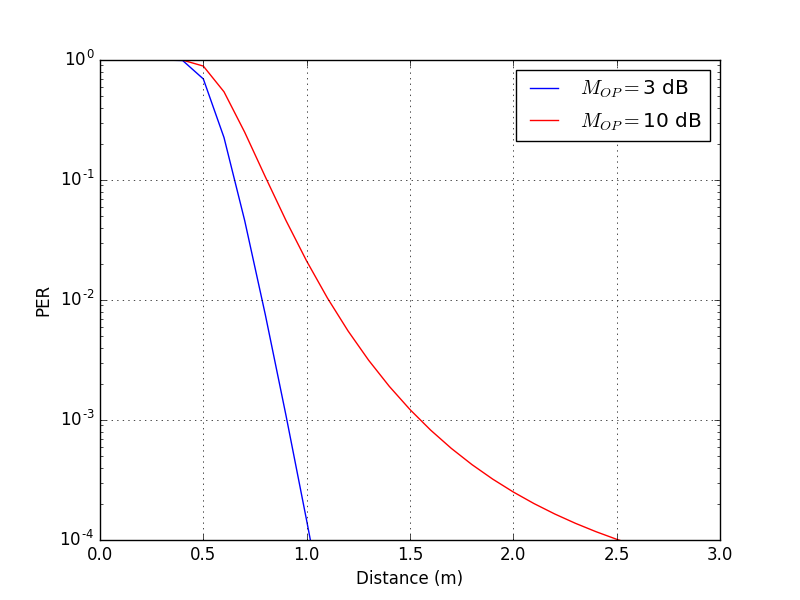 10^0
10^-1
10^-2
10^-3
10^-4
PER
0.0 0.5 1.0 1.5 2.0 2.5 3.0
Distance (m)
M_OP = 3 dB
M_OP = 10 dB